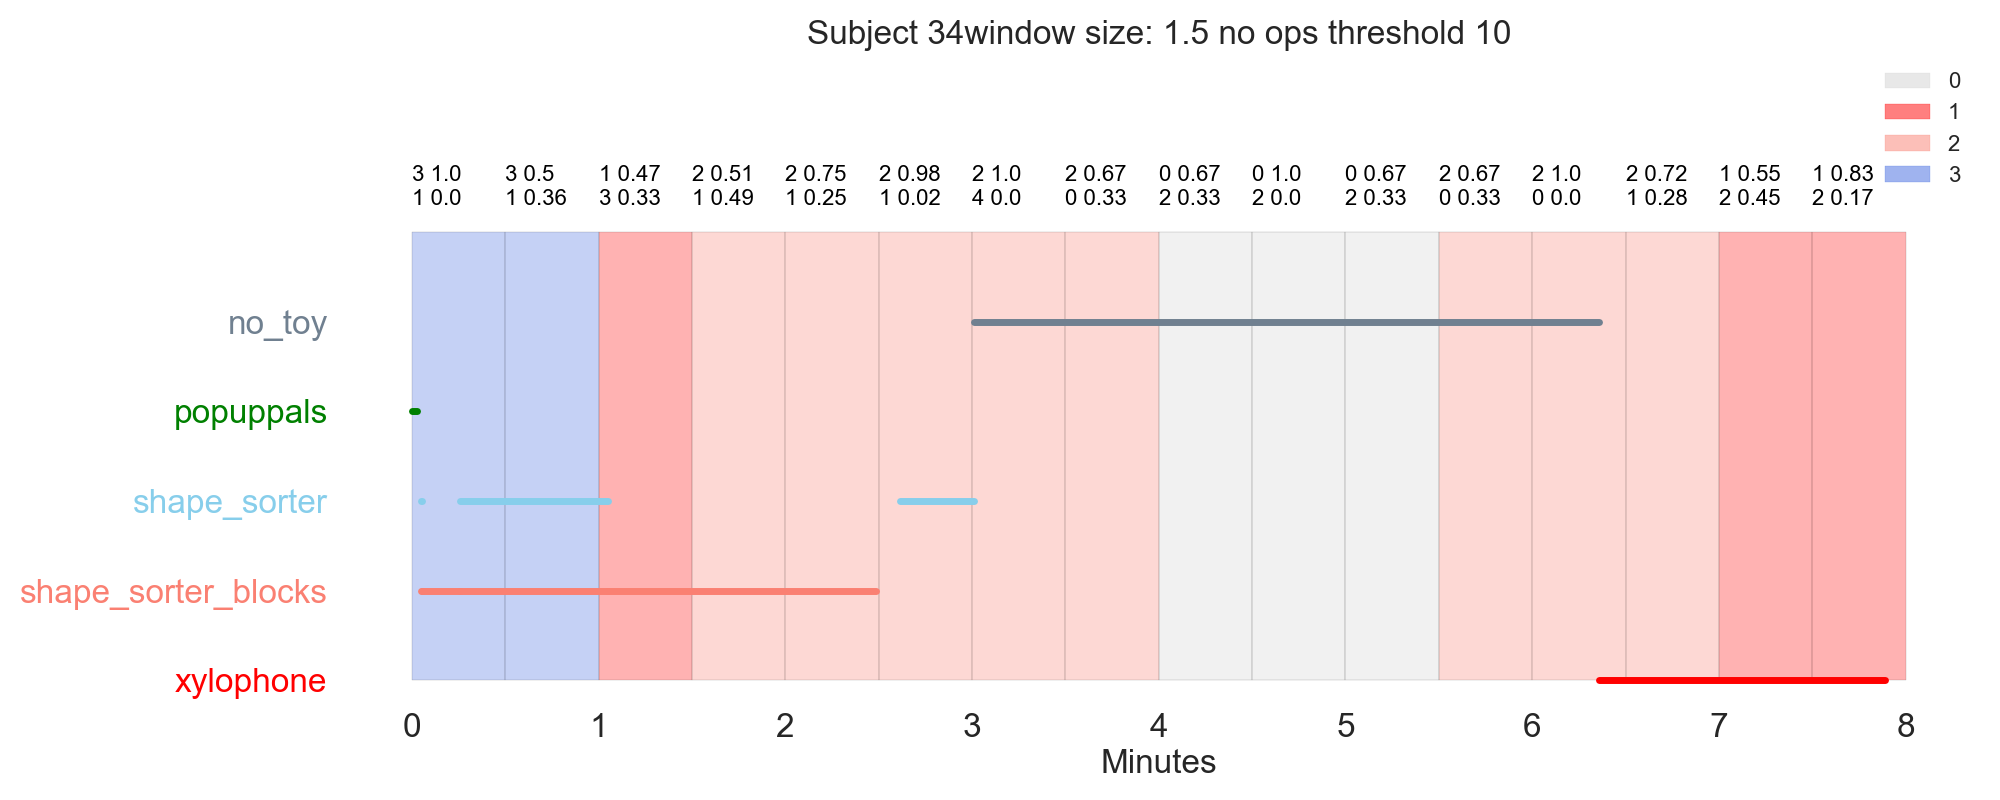 Subject 34window size: 1.5 no ops threshold 10
0
1
2
3
3 1.0 3 0.5 1 0.47 2 0.51 2 0.75 2 0.98 2 1.0 2 0.67 0 0.67 0 1.0 0 0.67 2 0.67 2 1.0 2 0.72 1 0.55 1 0.83
1 0.0 1 0.36 3 0.33 1 0.49 1 0.25 1 0.02 4 0.0 0 0.33 2 0.33 2 0.0 2 0.33 0 0.33 0 0.0 1 0.28 2 0.45 2 0.17
no_toy
popuppals
shape_sorter
shape_sorter_blocks
xylophone
0 1 2 3 4 5 6 7 8
Minutes